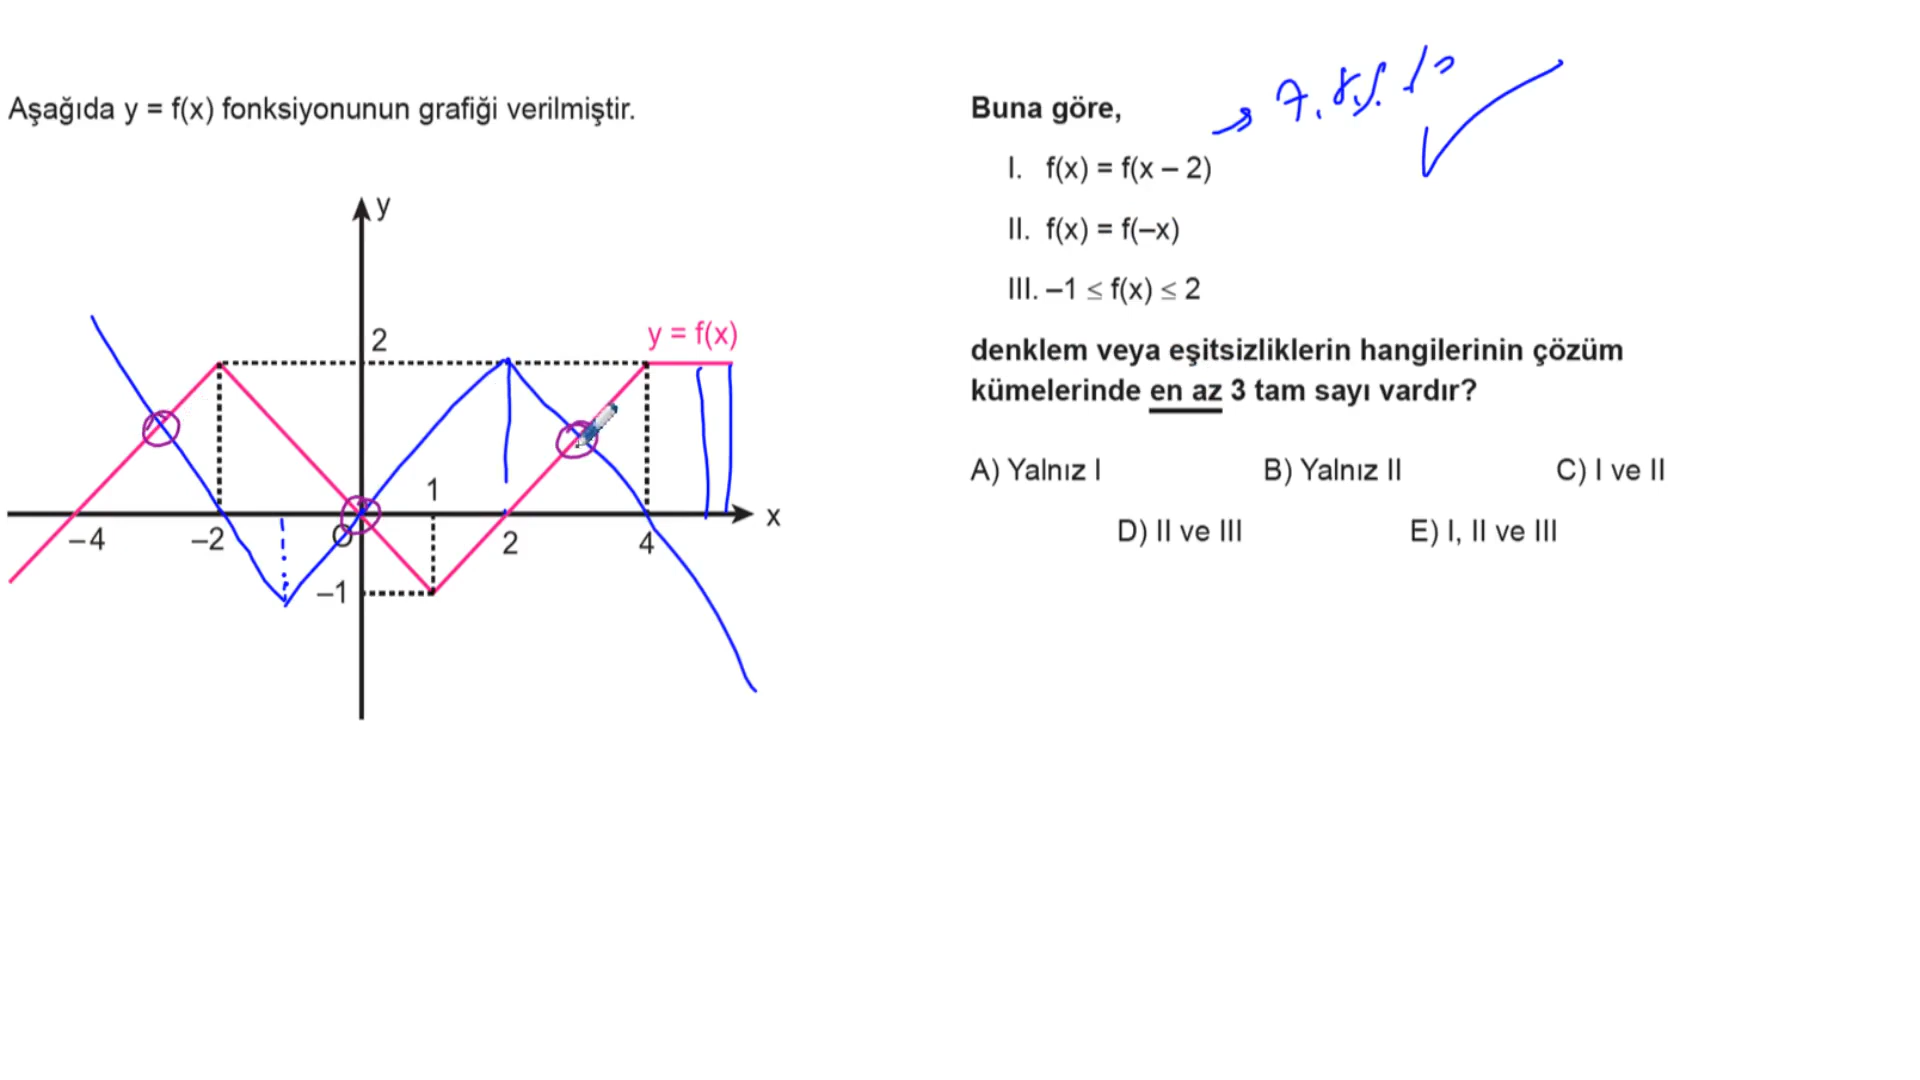 Aşağıda y = f(x) fonksiyonunun grafiği verilmiştir.
y
2
y = f(x)
1
x
–4
–2
O
2
4
–1
Buna göre,
I. f(x) = f(x – 2)
II. f(x) = f(–x)
III. –1 ≤ f(x) ≤ 2
denklem veya eşitsizliklerin hangilerinin çözüm
kümelerinde en az 3 tam sayı vardır?
A) Yalnız I B) Yalnız II C) I ve II
D) II ve III E) I, II ve III